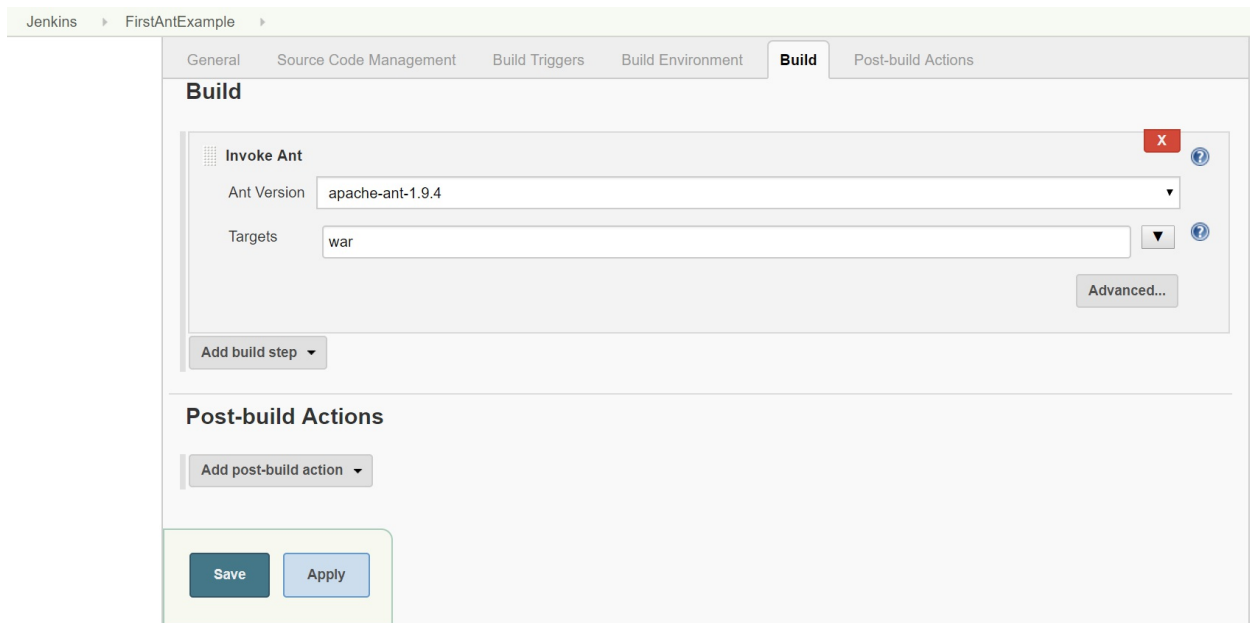 Jenkins FirstAntExample
General Source Code Management Build Triggers Build Environment Build Post-build Actions
Build
X
Invoke Ant
Ant Version apache-ant-1.9.4
Targets war
Advanced...
Add build step
Post-build Actions
Add post-build action
Save Apply